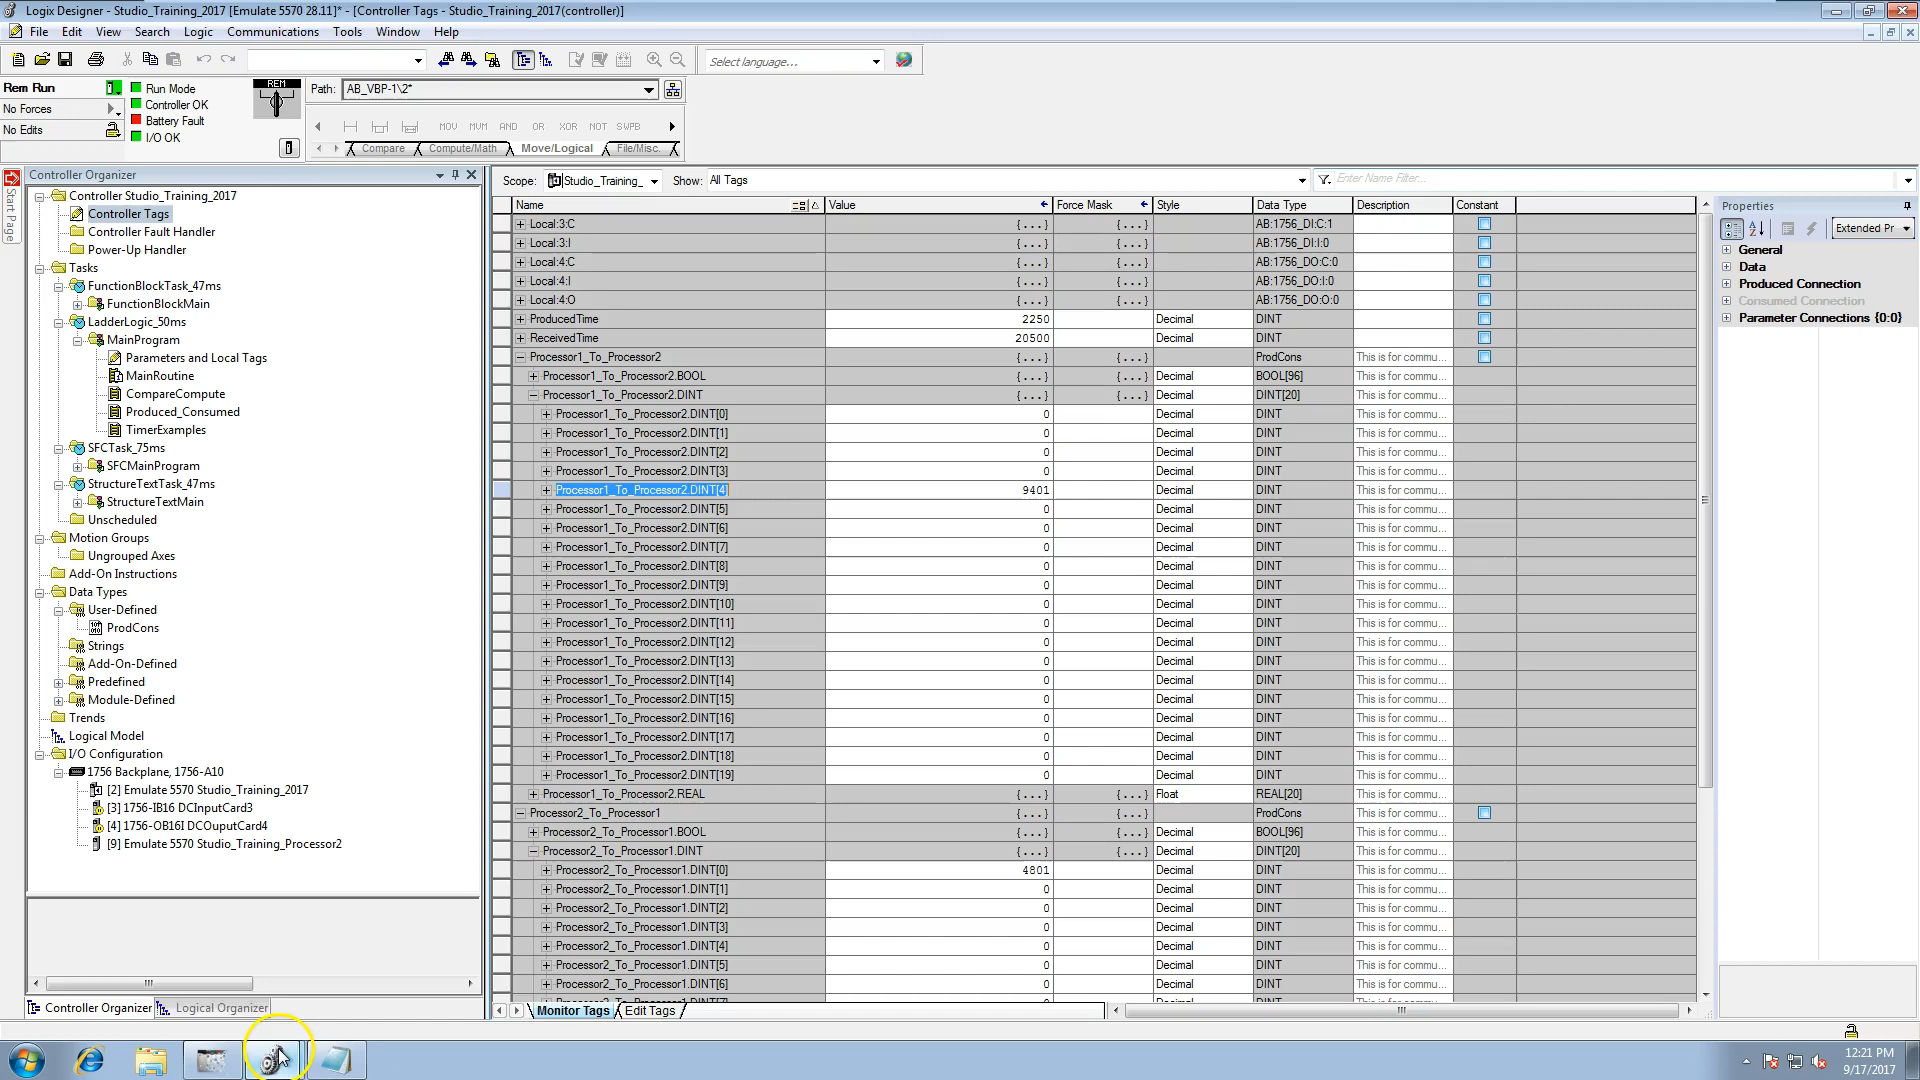 Logix Designer - Studio_Training_2017 [Emulate 5570 28.11]* - [Controller Tags - Studio_Training_2017(controller)]
File Edit View Search Logic Communications Tools Window Help
Select language...
Rem Run
No Forces
No Edits
Run Mode
Controller OK
Battery Fault
I/O OK
REM
Path: AB_VBP-1\2*
MOV MVM AND OR XOR NOT SWPB
Compare Compute/Math Move/Logical File/Misc.
Start Page
Controller Organizer
Controller Studio_Training_2017
Controller Tags
Controller Fault Handler
Power-Up Handler
Tasks
FunctionBlockTask_47ms
FunctionBlockMain
LadderLogic_50ms
MainProgram
Parameters and Local Tags
MainRoutine
CompareCompute
Produced_Consumed
TimerExamples
SFCTask_75ms
SFCMainProgram
StructureTextTask_47ms
StructureTextMain
Unscheduled
Motion Groups
Ungrouped Axes
Add-On Instructions
Data Types
User-Defined
ProdCons
Strings
Add-On-Defined
Predefined
Module-Defined
Trends
Logical Model
I/O Configuration
1756 Backplane, 1756-A10
[2] Emulate 5570 Studio_Training_2017
[3] 1756-IB16 DCInputCard3
[4] 1756-OB16I DCOuputCard4
[9] Emulate 5570 Studio_Training_Processor2
Controller Organizer Logical Organizer
Scope: Studio_Training_ Show: All Tags Enter Name Filter...
Name Value Force Mask Style Data Type Description Constant
Local:3:C {...} {...} AB:1756_DI:C:1
Local:3:I {...} {...} AB:1756_DI:I:0
Local:4:C {...} {...} AB:1756_DO:C:0
Local:4:I {...} {...} AB:1756_DO:I:0
Local:4:O {...} {...} AB:1756_DO:O:0
ProducedTime 2250 Decimal DINT
ReceivedTime 20500 Decimal DINT
Processor1_To_Processor2 {...} {...} ProdCons This is for commu...
Processor1_To_Processor2.BOOL {...} {...} Decimal BOOL[96] This is for commu...
Processor1_To_Processor2.DINT {...} {...} Decimal DINT[20] This is for commu...
Processor1_To_Processor2.DINT[0] 0 Decimal DINT This is for commu...
Processor1_To_Processor2.DINT[1] 0 Decimal DINT This is for commu...
Processor1_To_Processor2.DINT[2] 0 Decimal DINT This is for commu...
Processor1_To_Processor2.DINT[3] 0 Decimal DINT This is for commu...
Processor1_To_Processor2.DINT[4] 9401 Decimal DINT This is for commu...
Processor1_To_Processor2.DINT[5] 0 Decimal DINT This is for commu...
Processor1_To_Processor2.DINT[6] 0 Decimal DINT This is for commu...
Processor1_To_Processor2.DINT[7] 0 Decimal DINT This is for commu...
Processor1_To_Processor2.DINT[8] 0 Decimal DINT This is for commu...
Processor1_To_Processor2.DINT[9] 0 Decimal DINT This is for commu...
Processor1_To_Processor2.DINT[10] 0 Decimal DINT This is for commu...
Processor1_To_Processor2.DINT[11] 0 Decimal DINT This is for commu...
Processor1_To_Processor2.DINT[12] 0 Decimal DINT This is for commu...
Processor1_To_Processor2.DINT[13] 0 Decimal DINT This is for commu...
Processor1_To_Processor2.DINT[14] 0 Decimal DINT This is for commu...
Processor1_To_Processor2.DINT[15] 0 Decimal DINT This is for commu...
Processor1_To_Processor2.DINT[16] 0 Decimal DINT This is for commu...
Processor1_To_Processor2.DINT[17] 0 Decimal DINT This is for commu...
Processor1_To_Processor2.DINT[18] 0 Decimal DINT This is for commu...
Processor1_To_Processor2.DINT[19] 0 Decimal DINT This is for commu...
Processor1_To_Processor2.REAL {...} {...} Float REAL[20] This is for commu...
Processor2_To_Processor1 {...} {...} ProdCons This is for commu...
Processor2_To_Processor1.BOOL {...} {...} Decimal BOOL[96] This is for commu...
Processor2_To_Processor1.DINT {...} {...} Decimal DINT[20] This is for commu...
Processor2_To_Processor1.DINT[0] 4801 Decimal DINT This is for commu...
Processor2_To_Processor1.DINT[1] 0 Decimal DINT This is for commu...
Processor2_To_Processor1.DINT[2] 0 Decimal DINT This is for commu...
Processor2_To_Processor1.DINT[3] 0 Decimal DINT This is for commu...
Processor2_To_Processor1.DINT[4] 0 Decimal DINT This is for commu...
Processor2_To_Processor1.DINT[5] 0 Decimal DINT This is for commu...
Processor2_To_Processor1.DINT[6] 0 Decimal DINT This is for commu...
Monitor Tags Edit Tags
Properties
Extended Pr
General
Data
Produced Connection
Consumed Connection
Parameter Connections {0:0}
12:21 PM
9/17/2017